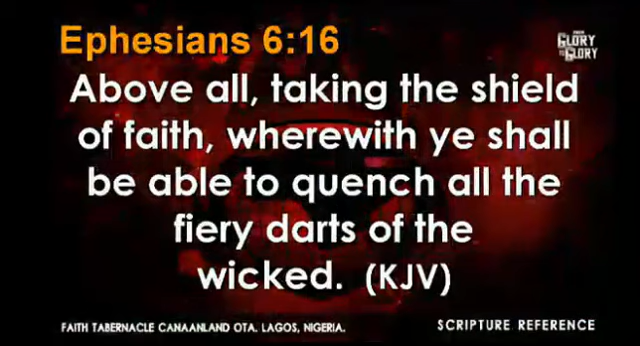 Ephesians 6:16
GLORY
TO GLORY
Above all, taking the shield
of faith, wherewith ye shall
be able to quench all the
fiery darts of the
wicked. (KJV)
FAITH TABERNACLE CANAANLAND OTA. LAGOS, NIGERIA.
SCRIPTURE REFERENCE